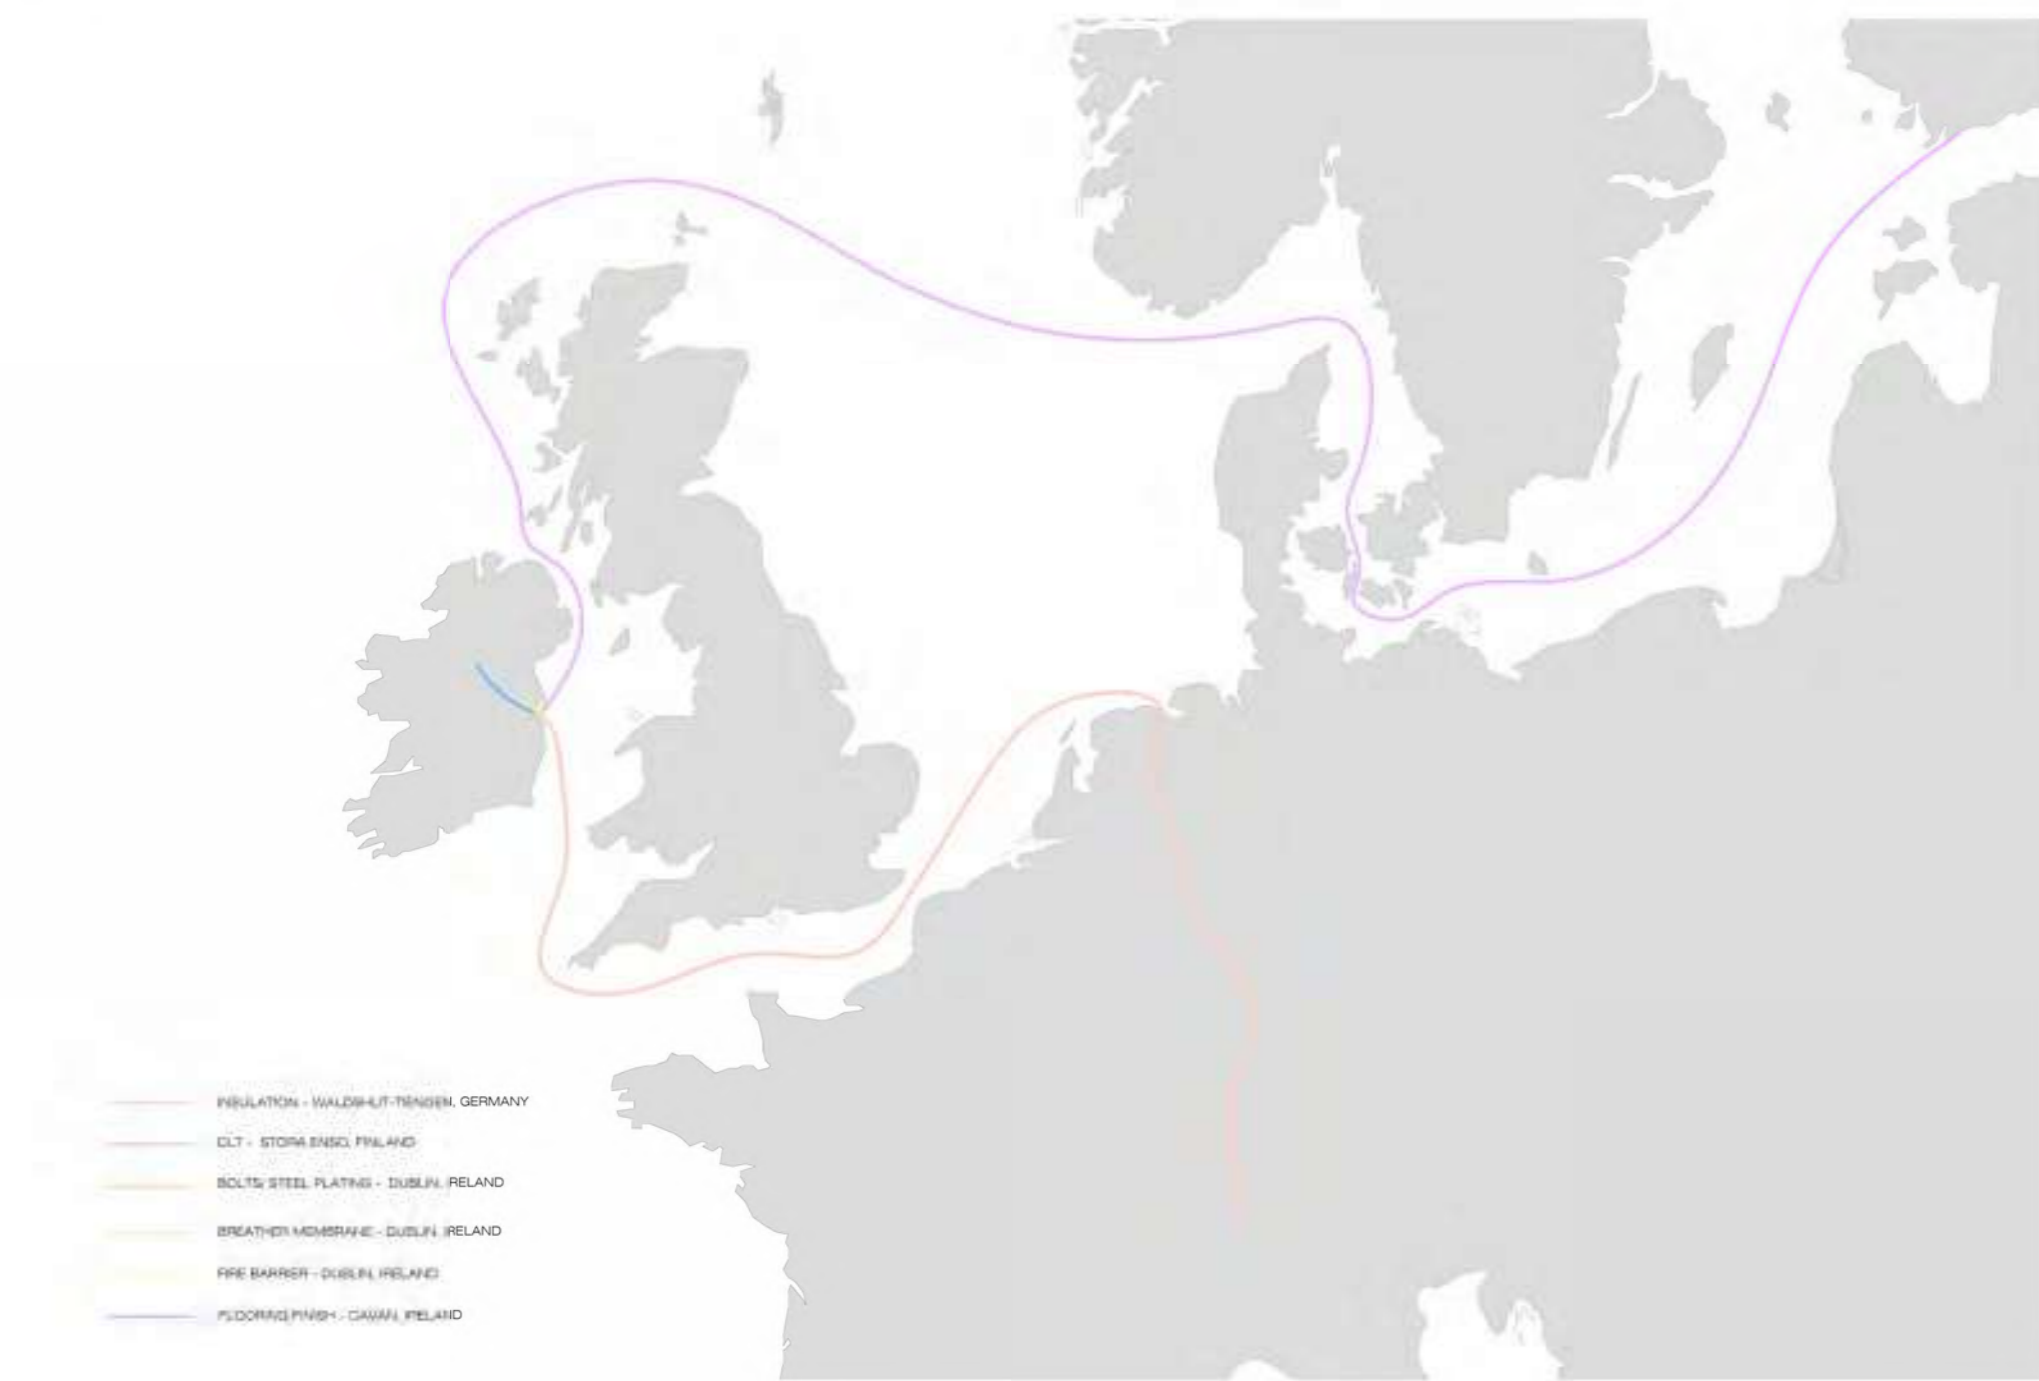 INSULATION - WALDSHUT-TIENGEN, GERMANY
CLT - STORA ENSO, FINLAND
BOLTS/ STEEL PLATING - DUBLIN, IRELAND
BREATHER MEMBRANE - DUBLIN, IRELAND
FIRE BARRIER - DUBLIN, IRELAND
FLOORING FINISH - CAVAN, IRELAND